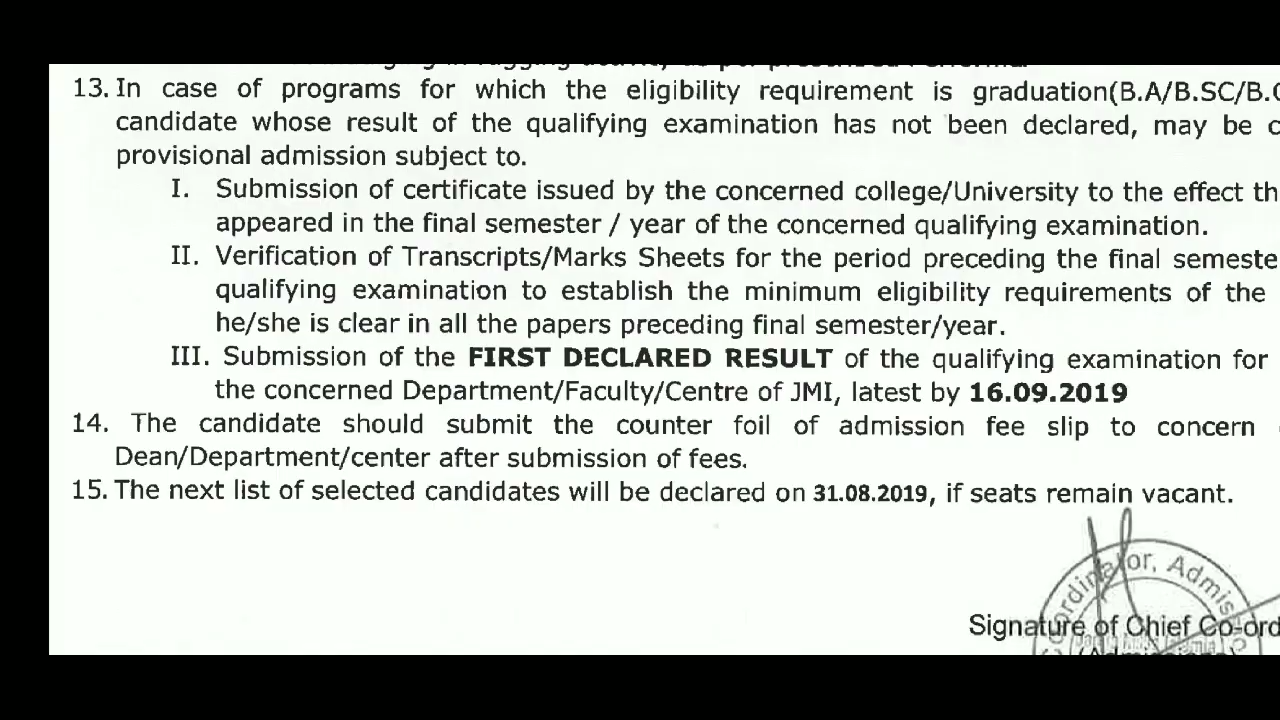 13. In case of programs for which the eligibility requirement is graduation(B.A/B.SC/B.
candidate whose result of the qualifying examination has not been declared, may be
provisional admission subject to.
I. Submission of certificate issued by the concerned college/University to the effect
appeared in the final semester / year of the concerned qualifying examination.
II. Verification of Transcripts/Marks Sheets for the period preceding the final
qualifying examination to establish the minimum eligibility requirements of the
he/she is clear in all the papers preceding final semester/year.
III. Submission of the FIRST DECLARED RESULT of the qualifying examination for
the concerned Department/Faculty/Centre of JMI, latest by 16.09.2019
14. The candidate should submit the counter foil of admission fee slip to concern
Dean/Department/center after submission of fees.
15. The next list of selected candidates will be declared on 31.08.2019, if seats remain vacant.
Signature of Chief Co-ord